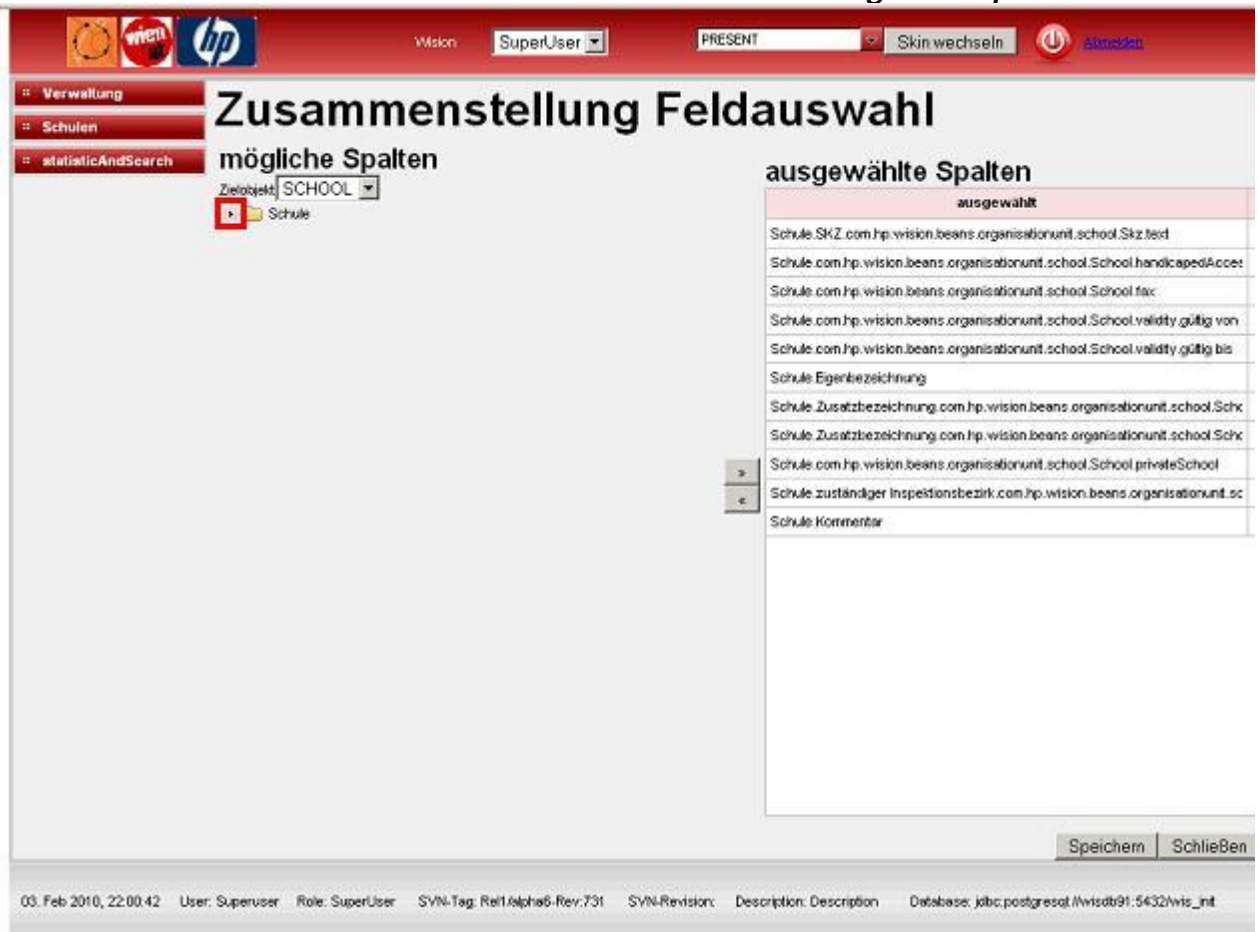 wien hp Wision SuperUser PRESENT Skin wechseln Abmelden
Verwaltung
Schulen
statisticAndSearch
Zusammenstellung Feldauswahl
mögliche Spalten
Zielobjekt SCHOOL
Schule
ausgewählte Spalten
ausgewählt
Schule.SKZ.com.hp.wision.beans.organisationunit.school.Skz.text
Schule.com.hp.wision.beans.organisationunit.school.School.handicapedAcces
Schule.com.hp.wision.beans.organisationunit.school.School.fax
Schule.com.hp.wision.beans.organisationunit.school.School.validity.gültig von
Schule.com.hp.wision.beans.organisationunit.school.School.validity.gültig bis
Schule.Eigenbezeichnung
Schule.Zusatzbezeichnung.com.hp.wision.beans.organisationunit.school.Scho
Schule.Zusatzbezeichnung.com.hp.wision.beans.organisationunit.school.Scho
Schule.com.hp.wision.beans.organisationunit.school.School.privateSchool
Schule.zuständiger Inspektionsbezirk.com.hp.wision.beans.organisationunit.sc
Schule.Kommentar
»
«
Speichern Schließen
03. Feb 2010, 22:00:42 User: Superuser Role: SuperUser SVN-Tag: Rel1/alpha6-Rev:731 SVN-Revision: Description: Description Database: jdbc:postgresql://wisdb91:5432/wis_init